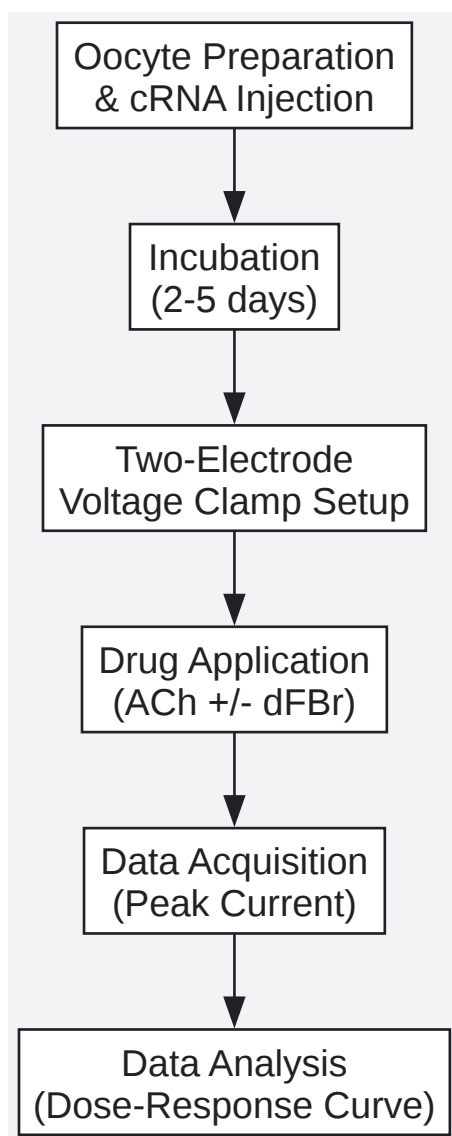 Oocyte Preparation
& cRNA Injection
Incubation
(2-5 days)
Two-Electrode
Voltage Clamp Setup
Drug Application
(ACh +/- dFBr)
Data Acquisition
(Peak Current)
Data Analysis
(Dose-Response Curve)